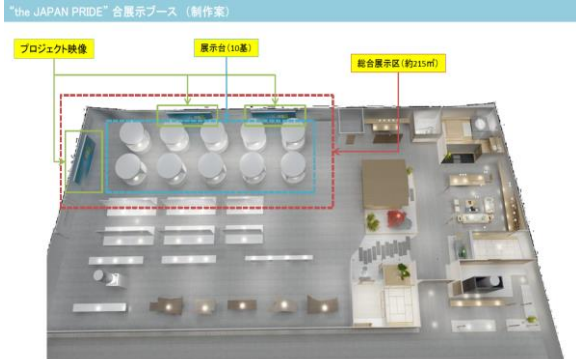 “the JAPAN PRIDE” 合展示ブース （制作案）
プロジェクト映像
展示台（10基）
総合展示区（約215㎡）